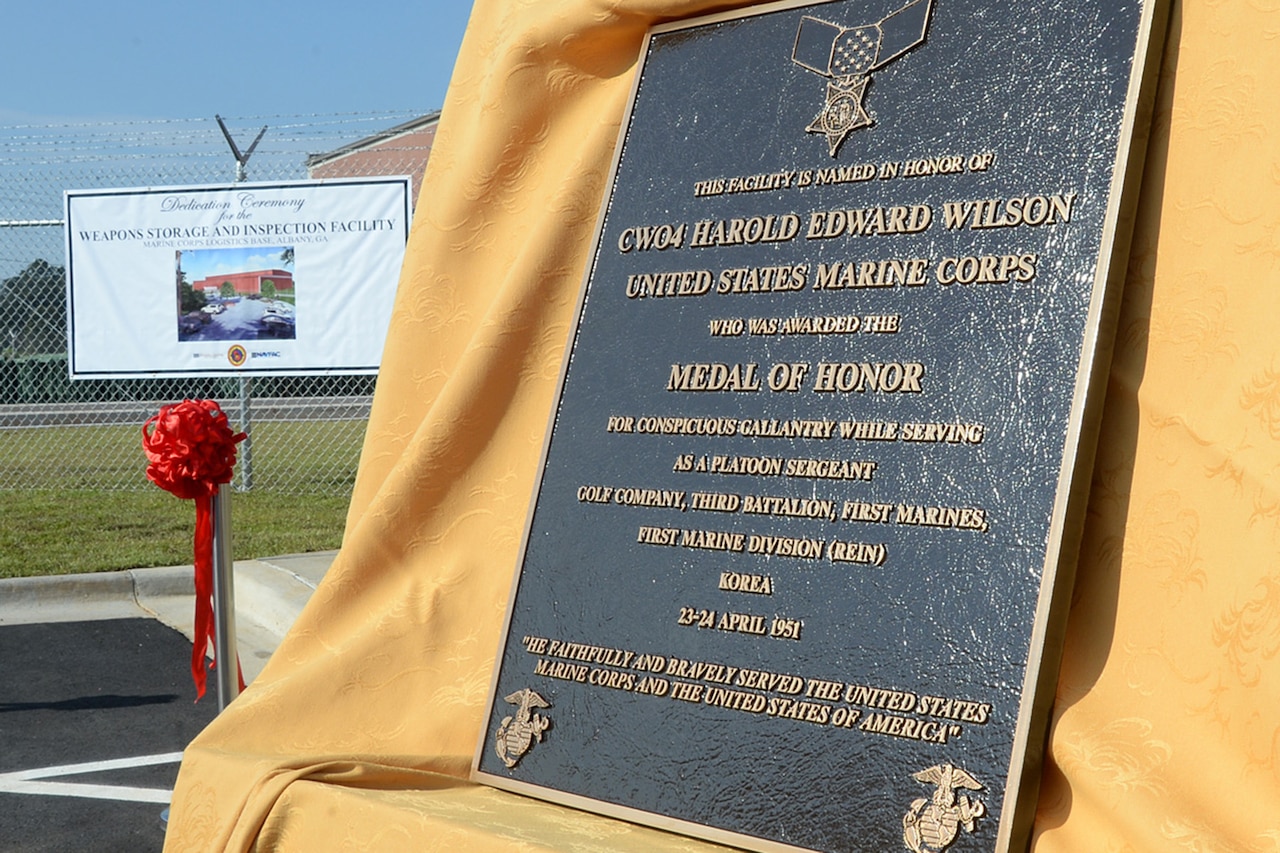 Dedication Ceremony
for the
WEAPONS STORAGE AND INSPECTION FACILITY
MARINE CORPS LOGISTICS BASE, ALBANY, GA
NAVFAC
THIS FACILITY IS NAMED IN HONOR OF
CWO4 HAROLD EDWARD WILSON
UNITED STATES MARINE CORPS
WHO WAS AWARDED THE
MEDAL OF HONOR
FOR CONSPICUOUS GALLANTRY WHILE SERVING
AS A PLATOON SERGEANT
GOLF COMPANY, THIRD BATTALION, FIRST MARINES,
FIRST MARINE DIVISION (REIN)
KOREA
23-24 APRIL 1951
"HE FAITHFULLY AND BRAVELY SERVED THE UNITED STATES
MARINE CORPS AND THE UNITED STATES OF AMERICA"